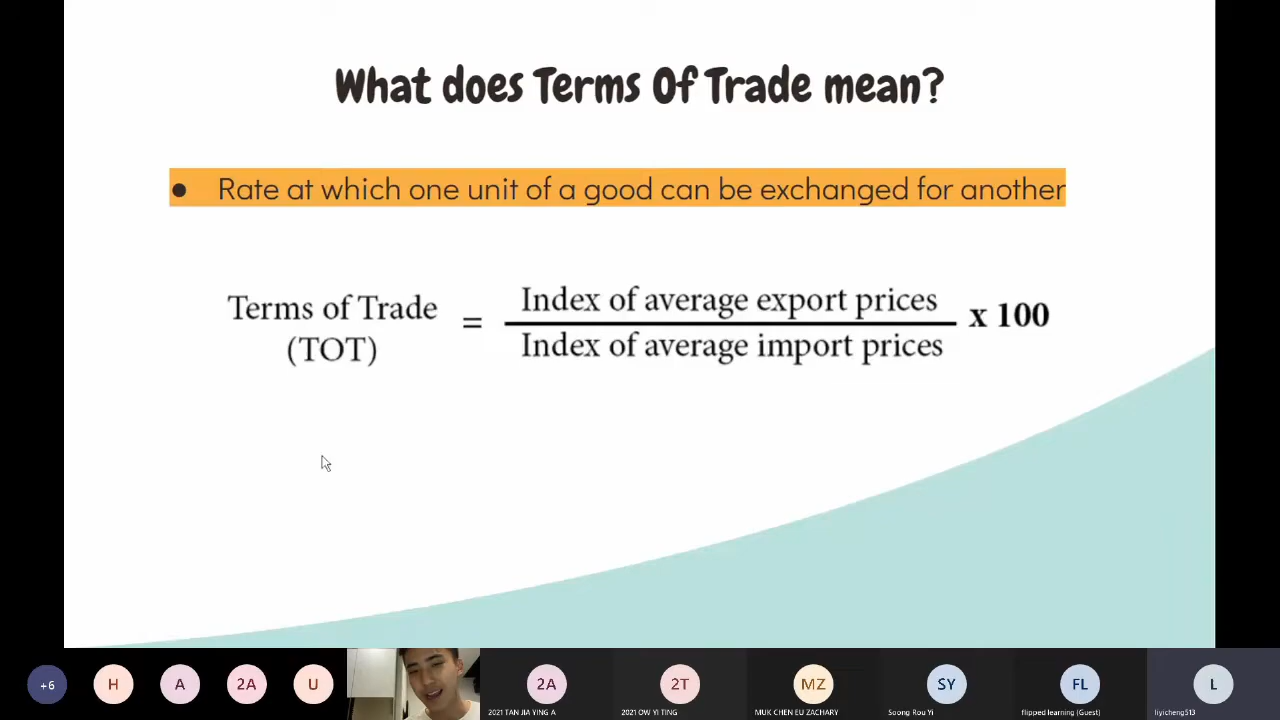 What does Terms Of Trade mean?
● Rate at which one unit of a good can be exchanged for another
Terms of Trade
(TOT)
=
Index of average export prices
Index of average import prices
x 100
+6
H
A
2A
U
2A
2T
MZ
SY
FL
L
2021 TAN JIA YING A
2021 OW YI TING
MUK CHEN EU ZACHARY
Soong Rou Yi
flipped learning (Guest)
liyicheng513